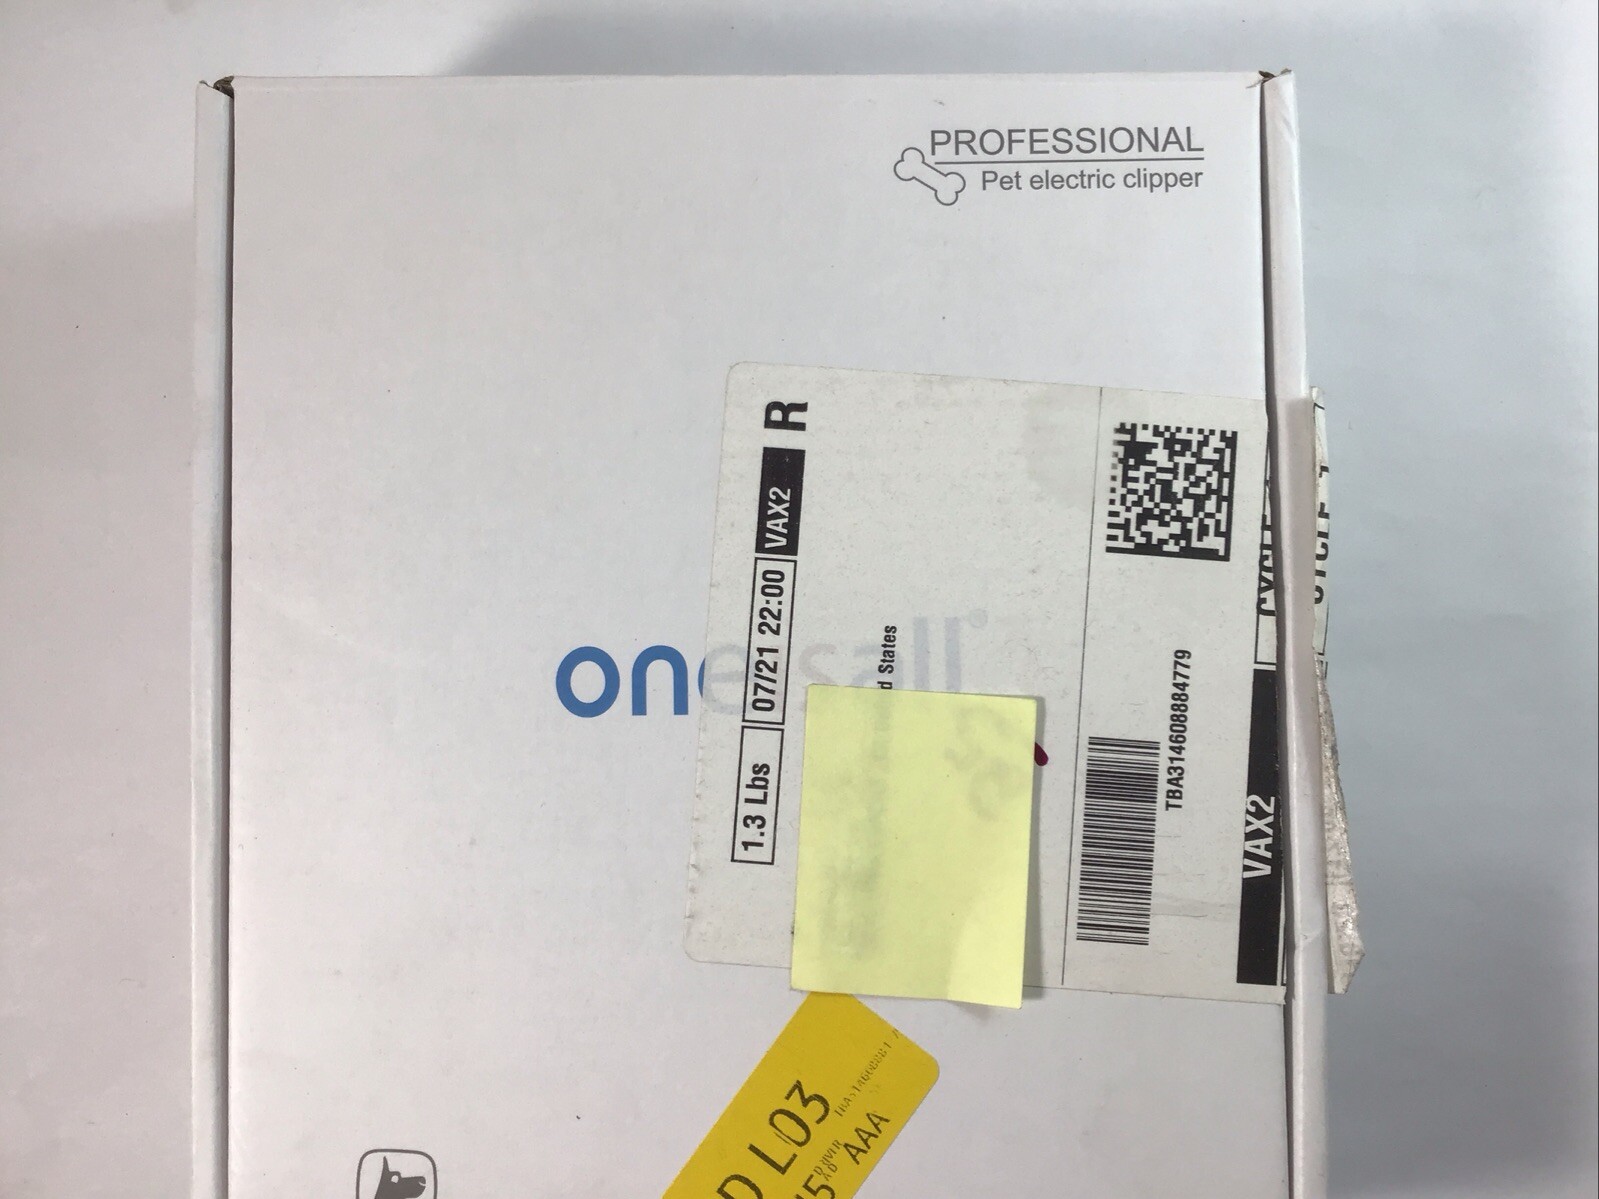 PROFESSIONAL
Pet electric clipper
onesall
R
VAX2
07/21 22:00
1.3 Lbs
d States
TBA314608884779
VAX2
D L03
AAA